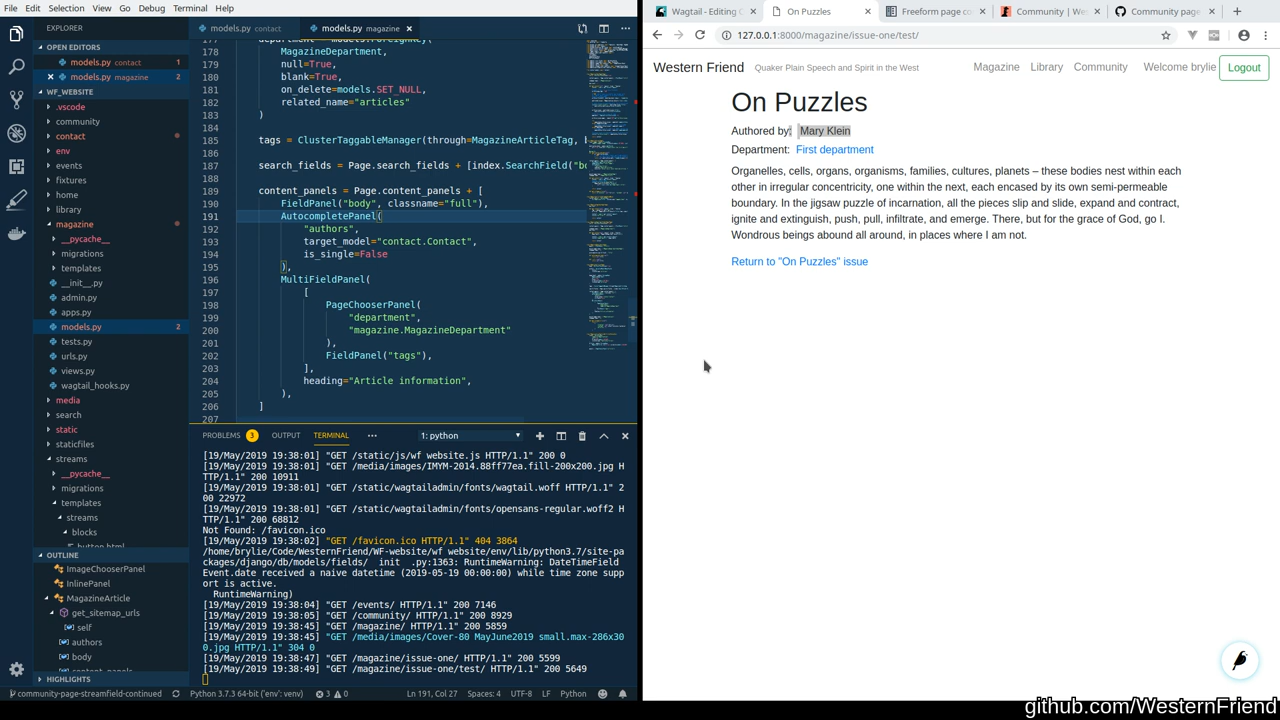 File Edit Selection View Go Debug Terminal Help
EXPLORER
OPEN EDITORS
models.py contact 1
models.py magazine 2
WF_WEBSITE
.vscode
community
contact
env
events
fixtures
home
library
magazine
__pycache__
migrations
templates
__init__.py
admin.py
apps.py
models.py 2
tests.py
urls.py
views.py
wagtail_hooks.py
media
search
static
staticfiles
streams
__pycache__
migrations
templates
streams
blocks
button.html
OUTLINE
ImageChooserPanel
InlinePanel
MagazineArticle
get_sitemap_urls
self
authors
body
content_panels
HIGHLIGHTS
models.py contact
models.py magazine
177 department = models.ForeignKey(
178 MagazineDepartment,
179 null=True,
180 blank=True,
181 on_delete=models.SET_NULL,
182 related_name="articles"
183 )
184
185 tags = ClusterTaggableManager(through=MagazineArticleTag, b
186
187 search_fields = Page.search_fields + [index.SearchField("bo
188
189 content_panels = Page.content_panels + [
190 FieldPanel("body", classname="full"),
191 AutocompletePanel(
192 "authors",
193 target_model="contact.Contact",
194 is_single=False
195 ),
196 MultiFieldPanel(
197 [
198 PageChooserPanel(
199 "department",
200 "magazine.MagazineDepartment"
201 ),
202 FieldPanel("tags"),
203 ],
204 heading="Article information",
205 ),
206 ]
207
PROBLEMS 3 OUTPUT TERMINAL ••• 1: python
[19/May/2019 19:38:01] "GET /static/js/wf_website.js HTTP/1.1" 200 0
[19/May/2019 19:38:01] "GET /media/images/IMYM-2014.88ff77ea.fill-200x200.jpg H
TTP/1.1" 200 10911
[19/May/2019 19:38:01] "GET /static/wagtailadmin/fonts/wagtail.woff HTTP/1.1" 2
00 22972
[19/May/2019 19:38:01] "GET /static/wagtailadmin/fonts/opensans-regular.woff2 H
TTP/1.1" 200 68812
Not Found: /favicon.ico
[19/May/2019 19:38:02] "GET /favicon.ico HTTP/1.1" 404 3864
/home/brylie/Code/WesternFriend/WF-website/wf_website/env/lib/python3.7/site-pa
ckages/django/db/models/fields/__init__.py:1363: RuntimeWarning: DateTimeField
Event.date received a naive datetime (2019-05-19 00:00:00) while time zone supp
ort is active.
RuntimeWarning)
[19/May/2019 19:38:04] "GET /events/ HTTP/1.1" 200 7146
[19/May/2019 19:38:05] "GET /community/ HTTP/1.1" 200 8929
[19/May/2019 19:38:45] "GET /magazine/ HTTP/1.1" 200 5859
[19/May/2019 19:38:45] "GET /media/images/Cover-80_MayJune2019_small.max-286x30
0.jpg HTTP/1.1" 304 0
[19/May/2019 19:38:47] "GET /magazine/issue-one/ HTTP/1.1" 200 5599
[19/May/2019 19:38:49] "GET /magazine/issue-one/test/ HTTP/1.1" 200 5649
community-page-streamfield-continued Python 3.7.3 64-bit ('env': venv) 3 0 Ln 191, Col 27 Spaces: 4 UTF-8 LF Python
Wagtail - Editing C On Puzzles Freeform page co Community | Wes Community page
127.0.0.1:8000/magazine/issue-one/test/
Western Friend Quaker Plain Speech and Spirit in the West Magazine Library Community Welcome brylie Logout
On Puzzles
Authored by: Mary Klein
Department: First department
Organelles, cells, organs, organisms, families, cultures, planets – these bodies nest within each
other in irregular concentricity, one within the next, each encased by its own semi-permeable
boundary. In the jigsaw puzzle of incarnation, all the pieces slip and slide, expand and contract,
ignite and extinguish, push, pull, infiltrate, and emerge. There, but for the grace of God, go I.
Wondrous beings abound all around, in places where I am not.
Return to "On Puzzles" issue
github.com/WesternFriend